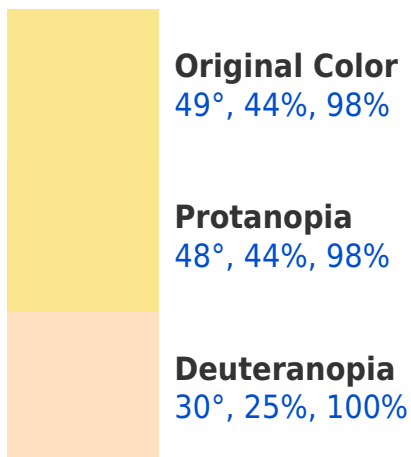 Original Color
49°, 44%, 98%
Protanopia
48°, 44%, 98%
Deuteranopia
30°, 25%, 100%